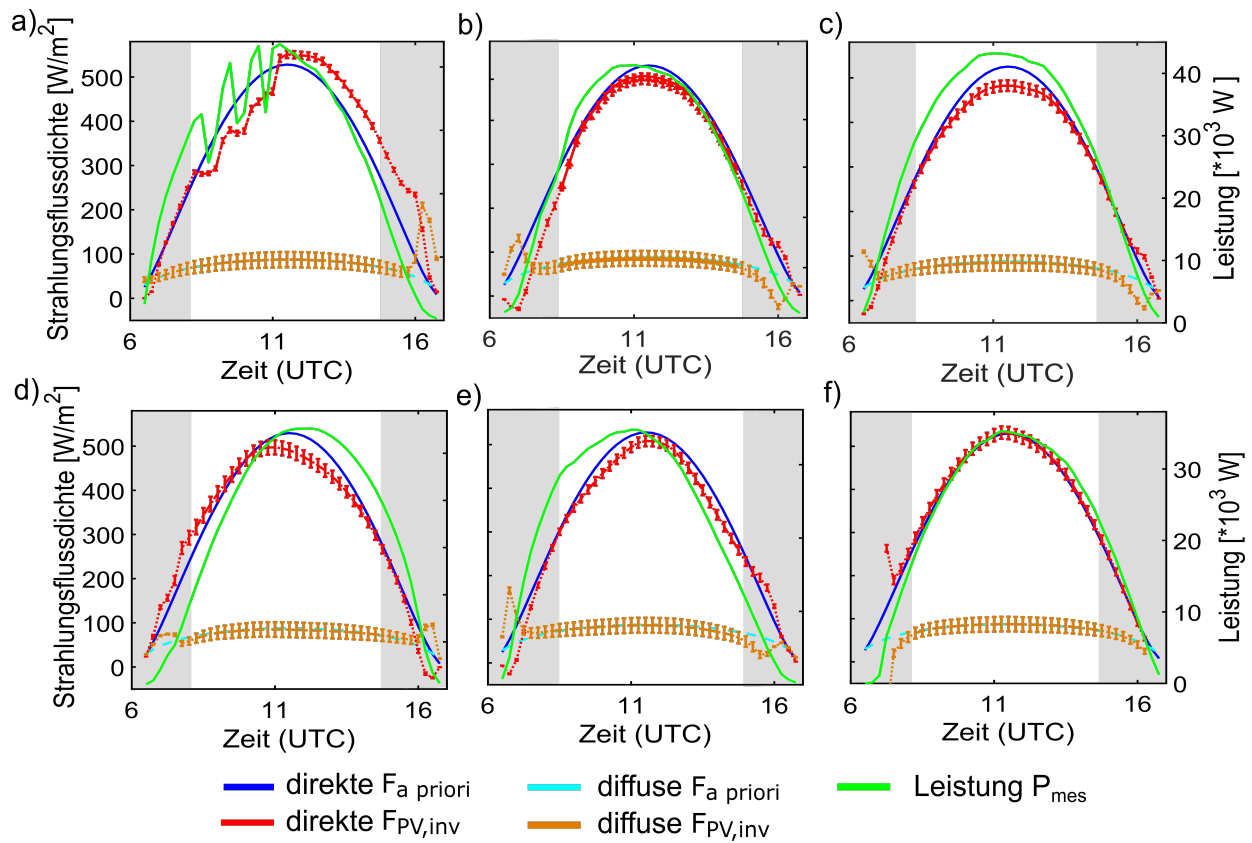 a)
b)
c)
Strahlungsflussdichte [W/m²]
500
400
300
200
100
0
6
11
16
Zeit (UTC)
6
11
16
Zeit (UTC)
6
11
16
Zeit (UTC)
40
30
20
10
0
Leistung [*10³ W ]
d)
e)
f)
Strahlungsflussdichte [W/m²]
500
400
300
200
100
0
6
11
16
Zeit (UTC)
6
11
16
Zeit (UTC)
6
11
16
Zeit (UTC)
30
20
10
0
Leistung [*10³ W]
direkte F_a priori
diffuse F_a priori
Leistung P_mes
direkte F_PV,inv
diffuse F_PV,inv